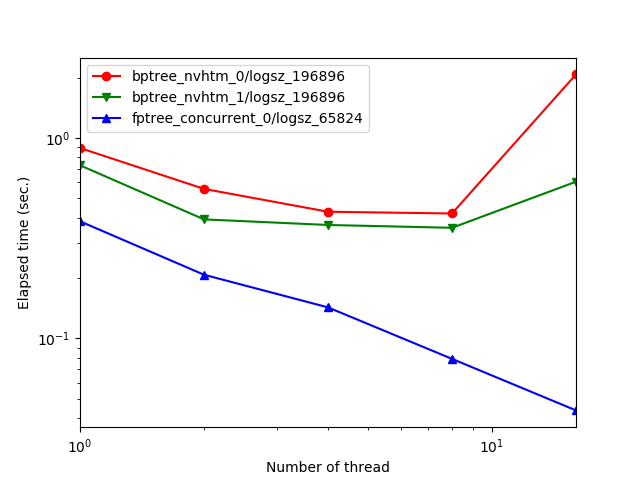 bptree_nvhtm_0/logsz_196896
bptree_nvhtm_1/logsz_196896
fptree_concurrent_0/logsz_65824
10⁰
10⁻¹
Elapsed time (sec.)
10⁰ 10¹
Number of thread